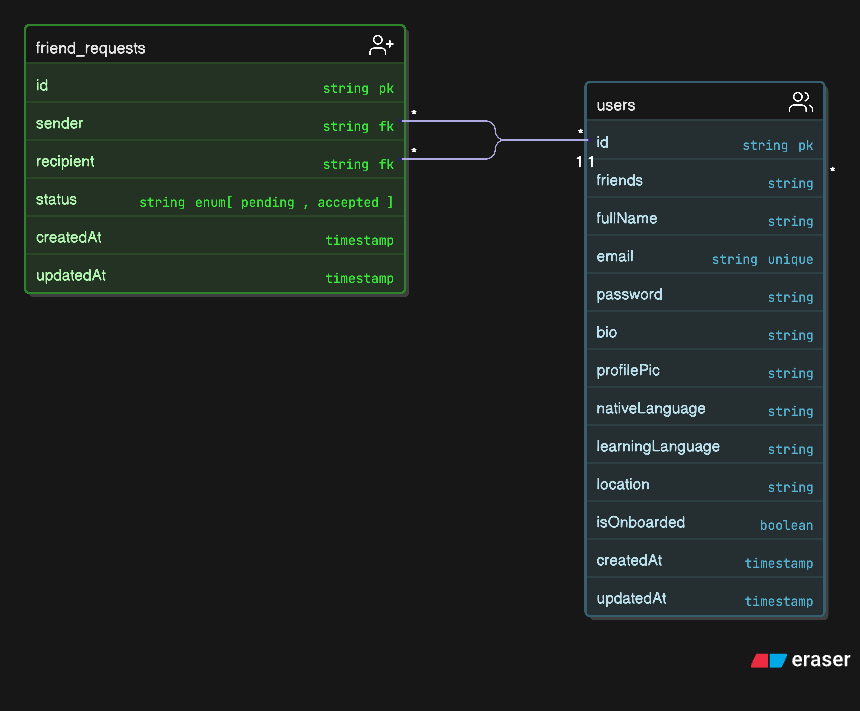 friend_requests
id string pk
sender string fk
recipient string fk
status string enum[ pending , accepted ]
createdAt timestamp
updatedAt timestamp
*
*
*
1 1
*
users
id string pk
friends string
fullName string
email string unique
password string
bio string
profilePic string
nativeLanguage string
learningLanguage string
location string
isOnboarded boolean
createdAt timestamp
updatedAt timestamp
eraser